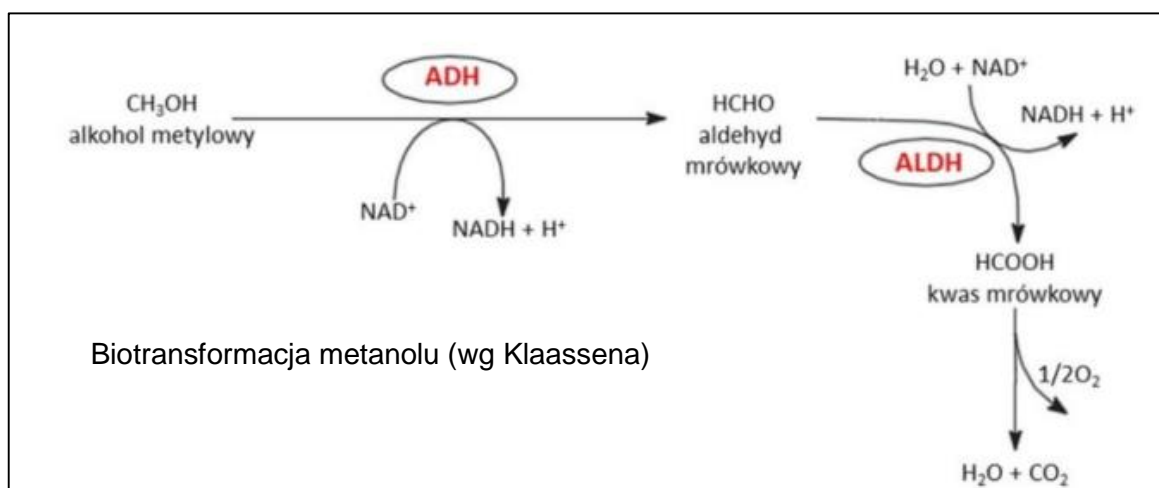 ADH
CH₃OH
alkohol metylowy
NAD⁺
NADH + H⁺
HCHO
aldehyd
mrówkowy
H₂O + NAD⁺
NADH + H⁺
ALDH
HCOOH
kwas mrówkowy
1/2O₂
H₂O + CO₂
Biotransformacja metanolu (wg Klaassena)